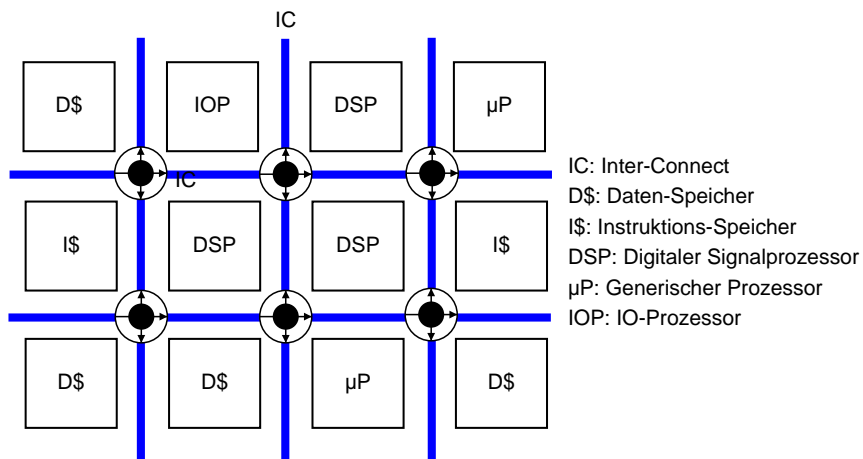 IC
D$
IOP
DSP
µP
IC
IC: Inter-Connect
D$: Daten-Speicher
I$: Instruktions-Speicher
DSP: Digitaler Signalprozessor
µP: Generischer Prozessor
IOP: IO-Prozessor
I$
DSP
DSP
I$
D$
D$
µP
D$